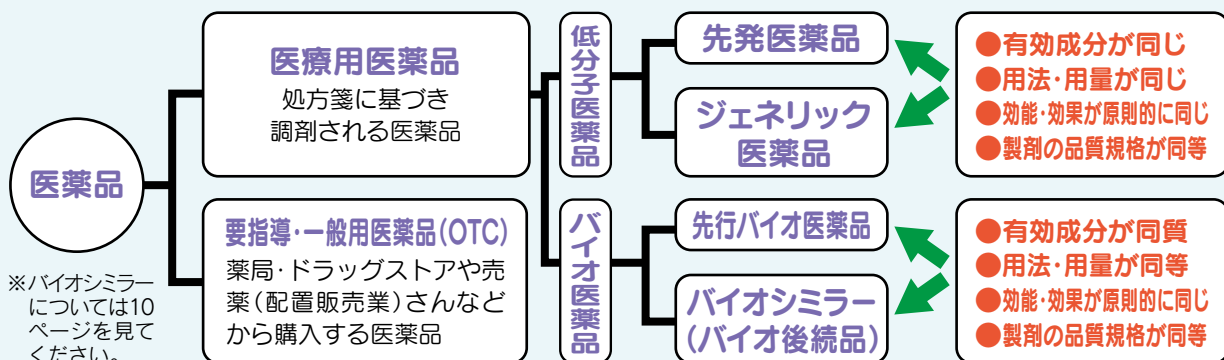 医薬品
※バイオシミラー
については10
ページを見て
ください。
医療用医薬品
処方箋に基づき
調剤される医薬品
要指導・一般用医薬品(OTC)
薬局・ドラッグストアや売
薬(配置販売業)さんなど
から購入する医薬品
低分子医薬品
先発医薬品
ジェネリック
医薬品
●有効成分が同じ
●用法・用量が同じ
●効能・効果が原則的に同じ
●製剤の品質規格が同等
バイオ医薬品
先行バイオ医薬品
バイオシミラー
(バイオ後続品)
●有効成分が同質
●用法・用量が同等
●効能・効果が原則的に同じ
●製剤の品質規格が同等